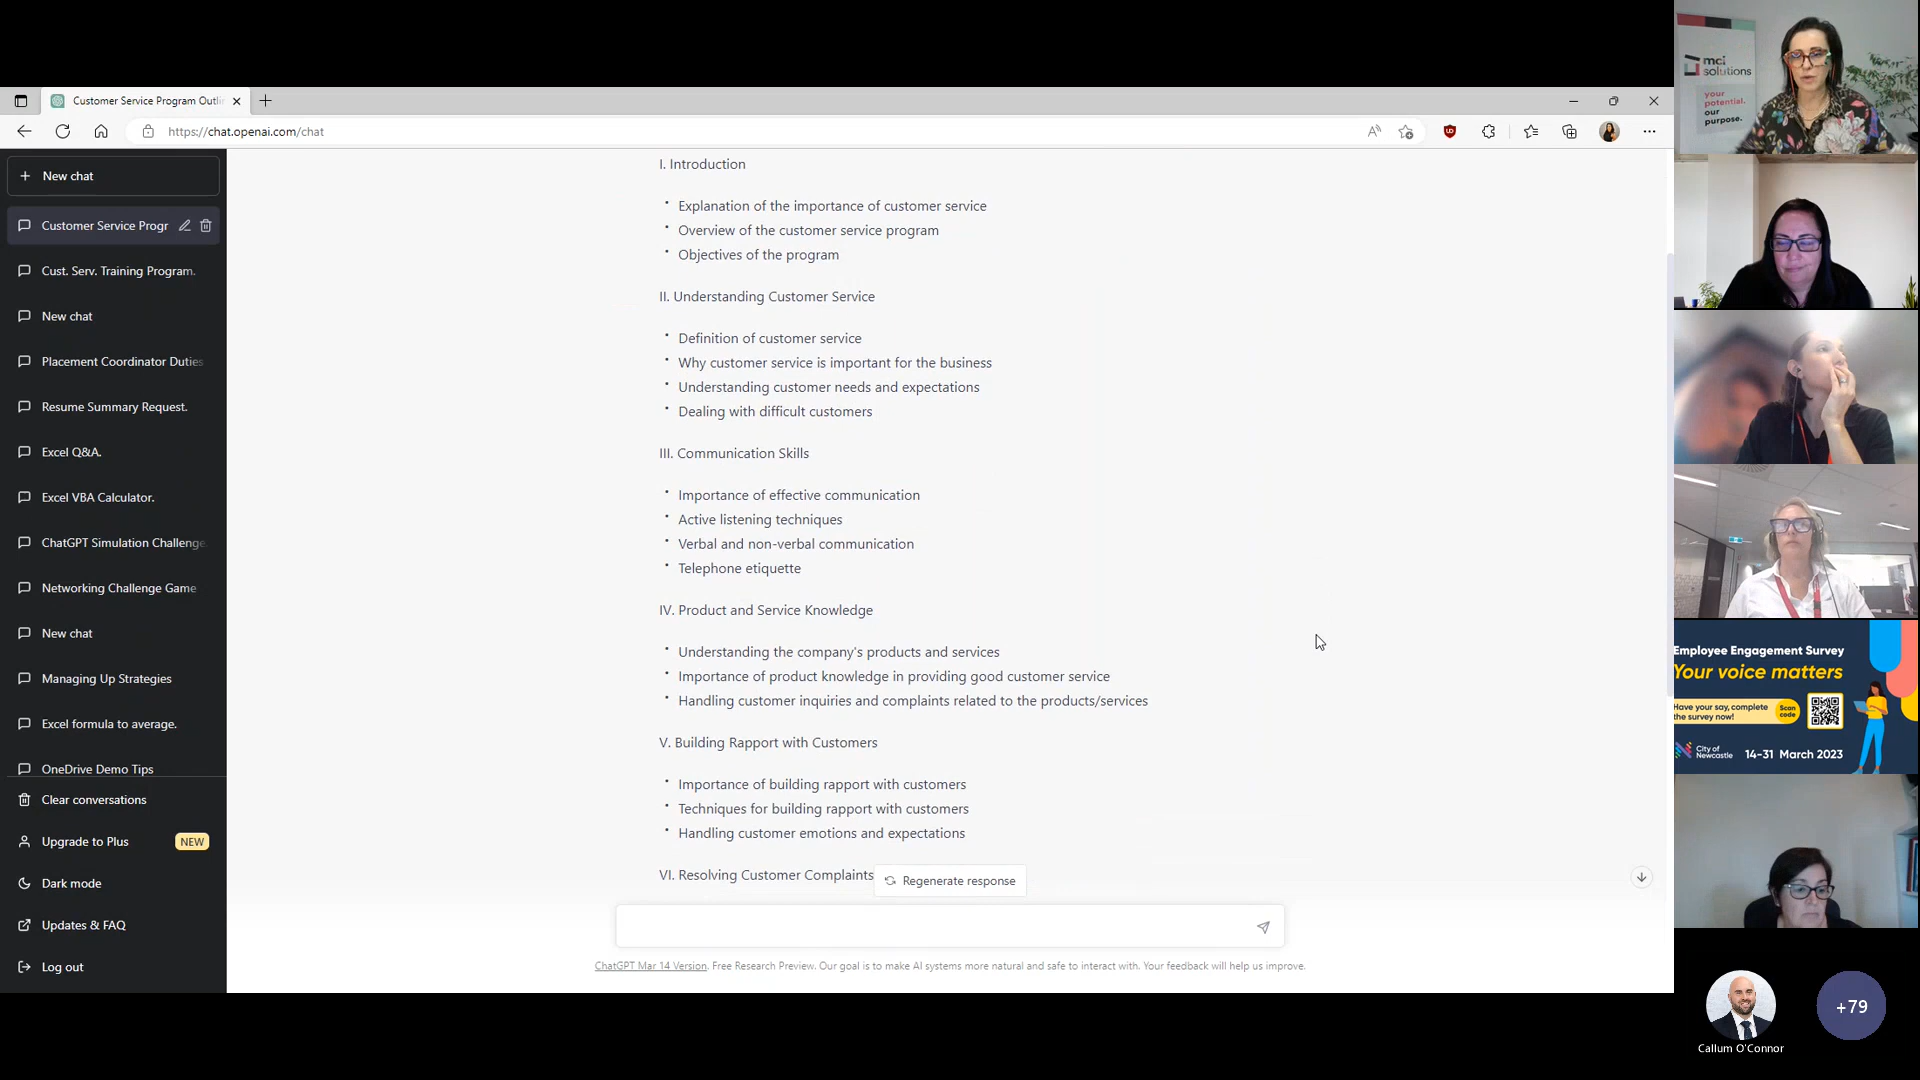 Customer Service Program Outli
https://chat.openai.com/chat
New chat
Customer Service Progr
Cust. Serv. Training Program.
New chat
Placement Coordinator Duties
Resume Summary Request.
Excel Q&A.
Excel VBA Calculator.
ChatGPT Simulation Challenge
Networking Challenge Game
New chat
Managing Up Strategies
Excel formula to average.
OneDrive Demo Tips
Clear conversations
Upgrade to Plus NEW
Dark mode
Updates & FAQ
Log out
I. Introduction
• Explanation of the importance of customer service
• Overview of the customer service program
• Objectives of the program
II. Understanding Customer Service
• Definition of customer service
• Why customer service is important for the business
• Understanding customer needs and expectations
• Dealing with difficult customers
III. Communication Skills
• Importance of effective communication
• Active listening techniques
• Verbal and non-verbal communication
• Telephone etiquette
IV. Product and Service Knowledge
• Understanding the company's products and services
• Importance of product knowledge in providing good customer service
• Handling customer inquiries and complaints related to the products/services
V. Building Rapport with Customers
• Importance of building rapport with customers
• Techniques for building rapport with customers
• Handling customer emotions and expectations
VI. Resolving Customer Complaints
Regenerate response
ChatGPT Mar 14 Version. Free Research Preview. Our goal is to make AI systems more natural and safe to interact with. Your feedback will help us improve.
mci
solutions
your
potential.
our
purpose.
Employee Engagement Survey
Your voice matters
Have your say, complete
the survey now!
Scan
code
City of
Newcastle
14-31 March 2023
Callum O'Connor
+79